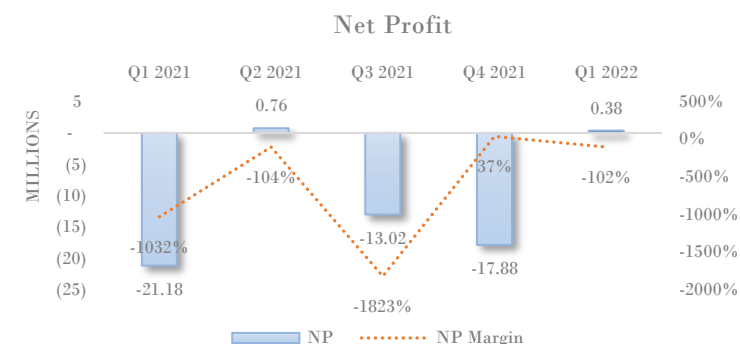 Net Profit
Q1 2021 Q2 2021 Q3 2021 Q4 2021 Q1 2022
MILLIONS
5 0.76 0.38 500%
- 0%
(5) -104% 37% -102% -500%
(10) -1000%
(15) -1032% -13.02 -1500%
(20) -17.88
(25) -21.18 -2000%
-1823%
NP NP Margin